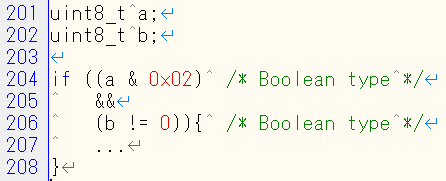 201 uint8_t^a;↵
202 uint8_t^b;↵
203 ↵
204 if ((a & 0x02)^ /* Boolean type^*/↵
205 ^   &&↵
206 ^   (b != 0)){^ /* Boolean type^*/↵
207 ^   ...↵
208 }↵